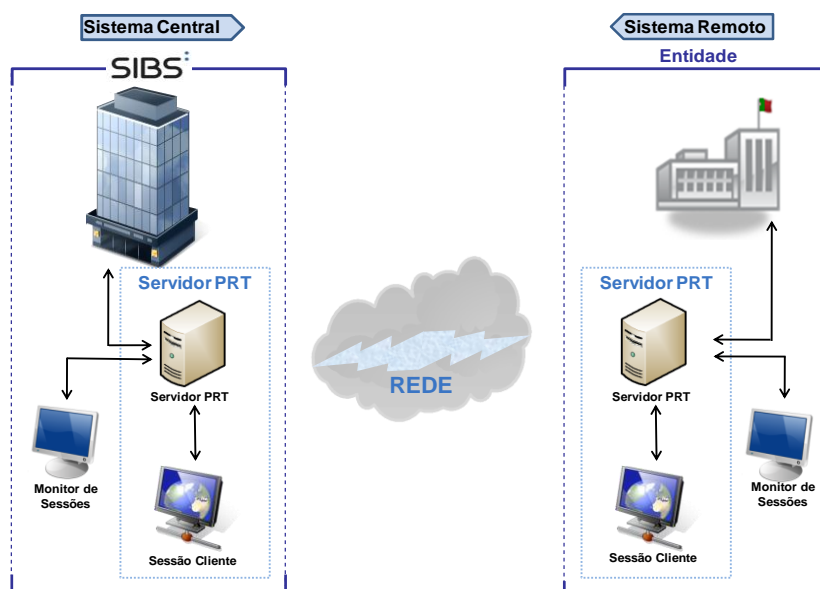 Sistema Central
SIBS
Servidor PRT
Servidor PRT
Monitor de
Sessões
Sessão Cliente
REDE
Sistema Remoto
Entidade
Servidor PRT
Servidor PRT
Monitor de
Sessões
Sessão Cliente